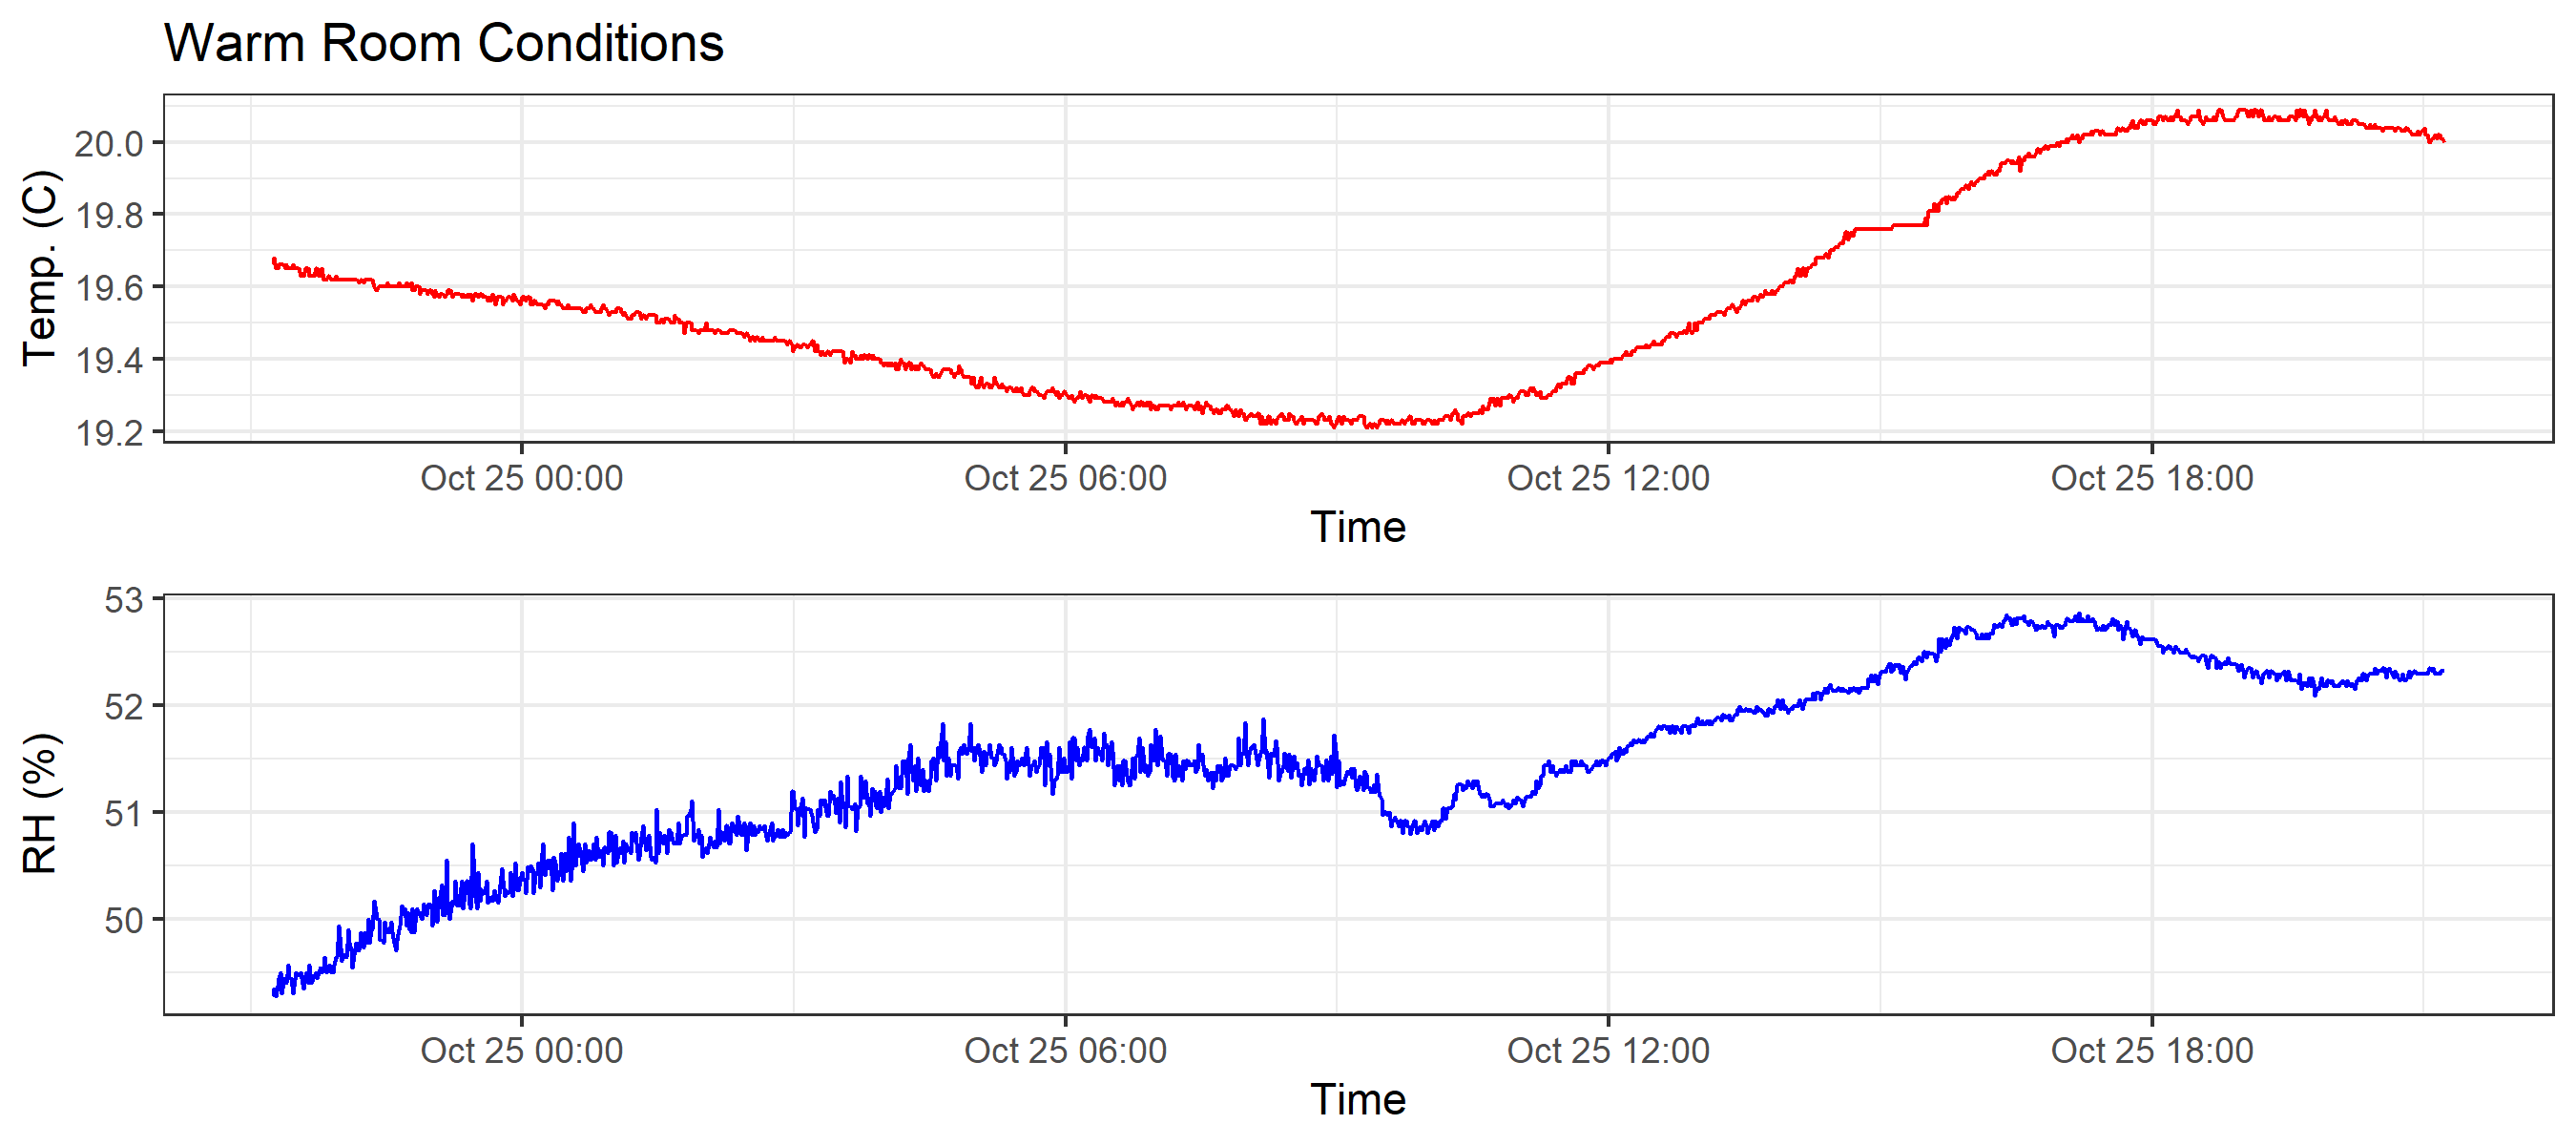 Warm Room Conditions
20.0
19.8
19.6
19.4
19.2
Temp. (C)
Oct 25 00:00 Oct 25 06:00 Oct 25 12:00 Oct 25 18:00
Time
53
52
51
50
RH (%)
Oct 25 00:00 Oct 25 06:00 Oct 25 12:00 Oct 25 18:00
Time